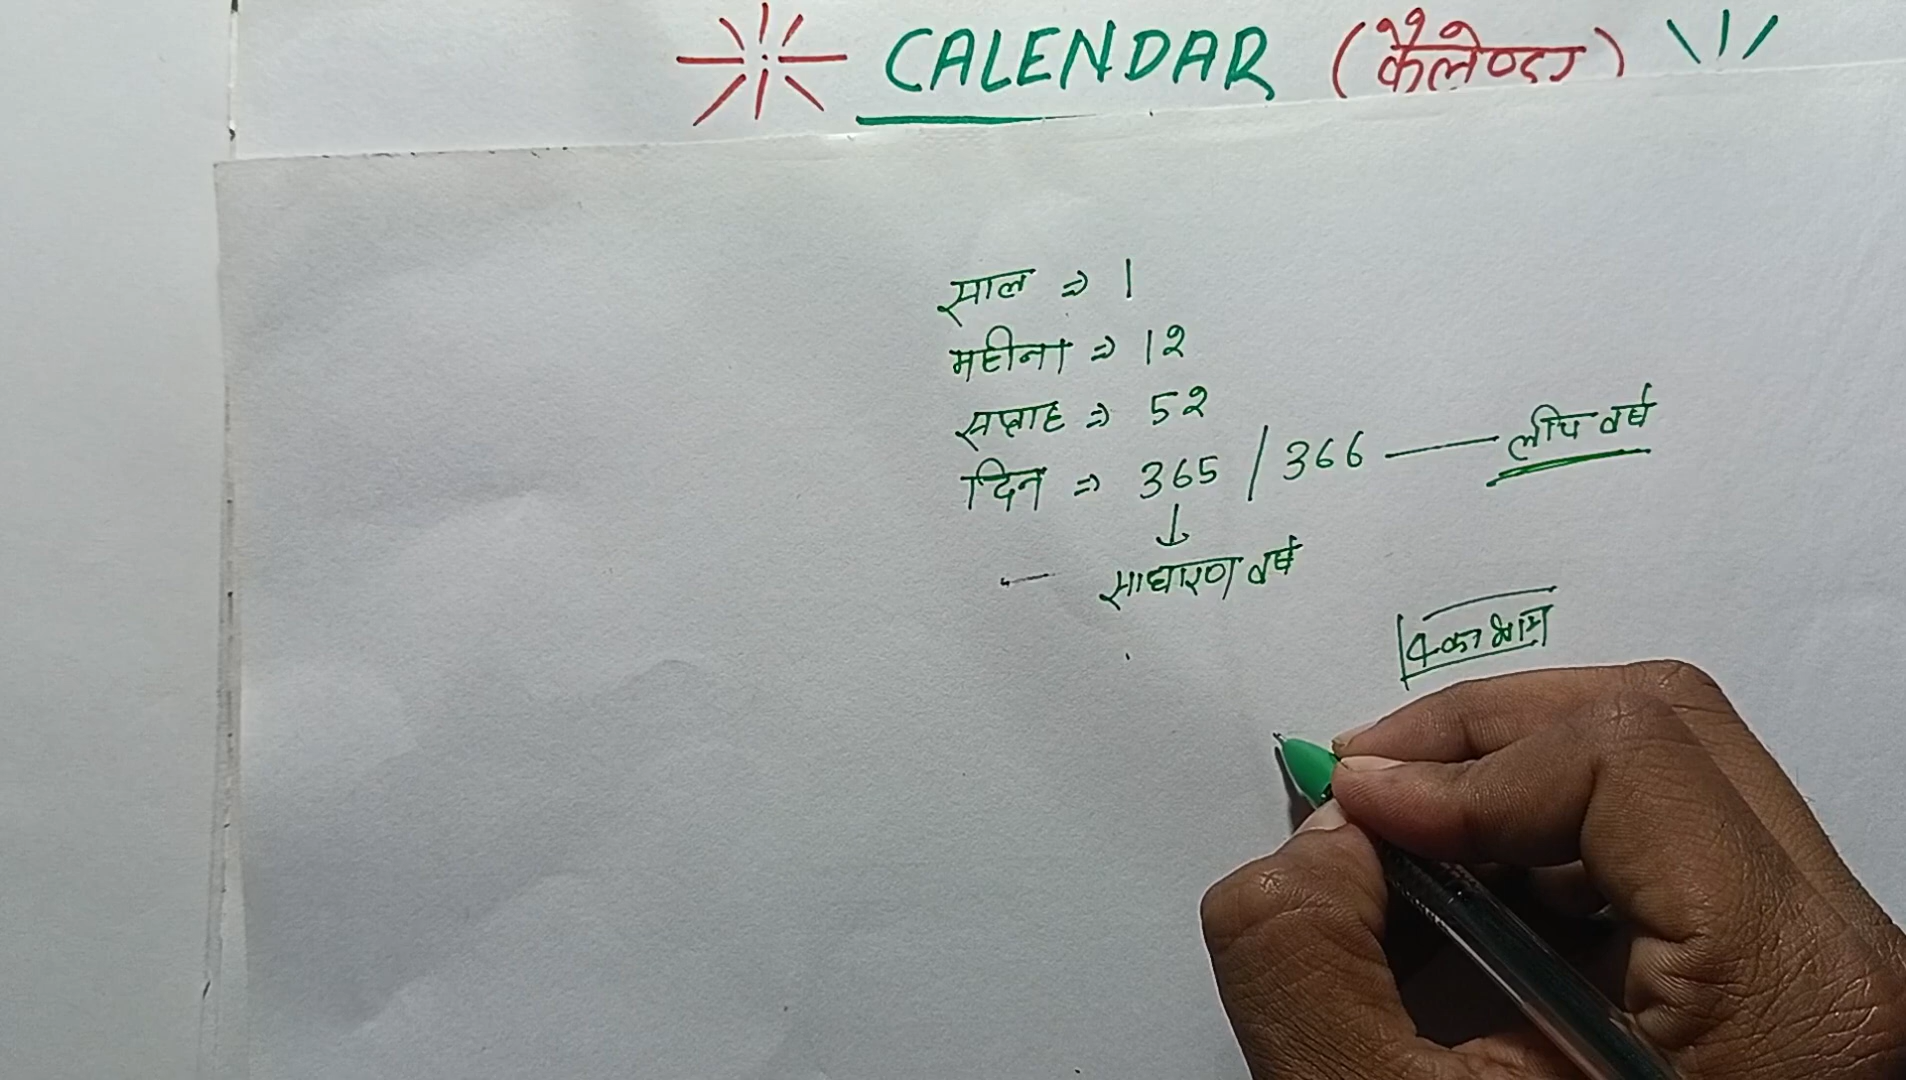 CALENDAR (कैलेण्डर)
साल ⇒ 1
महीना ⇒ 12
सप्ताह ⇒ 52
दिन ⇒ 365 / 366 — लीप वर्ष
↓
साधारण वर्ष
4 का भाग